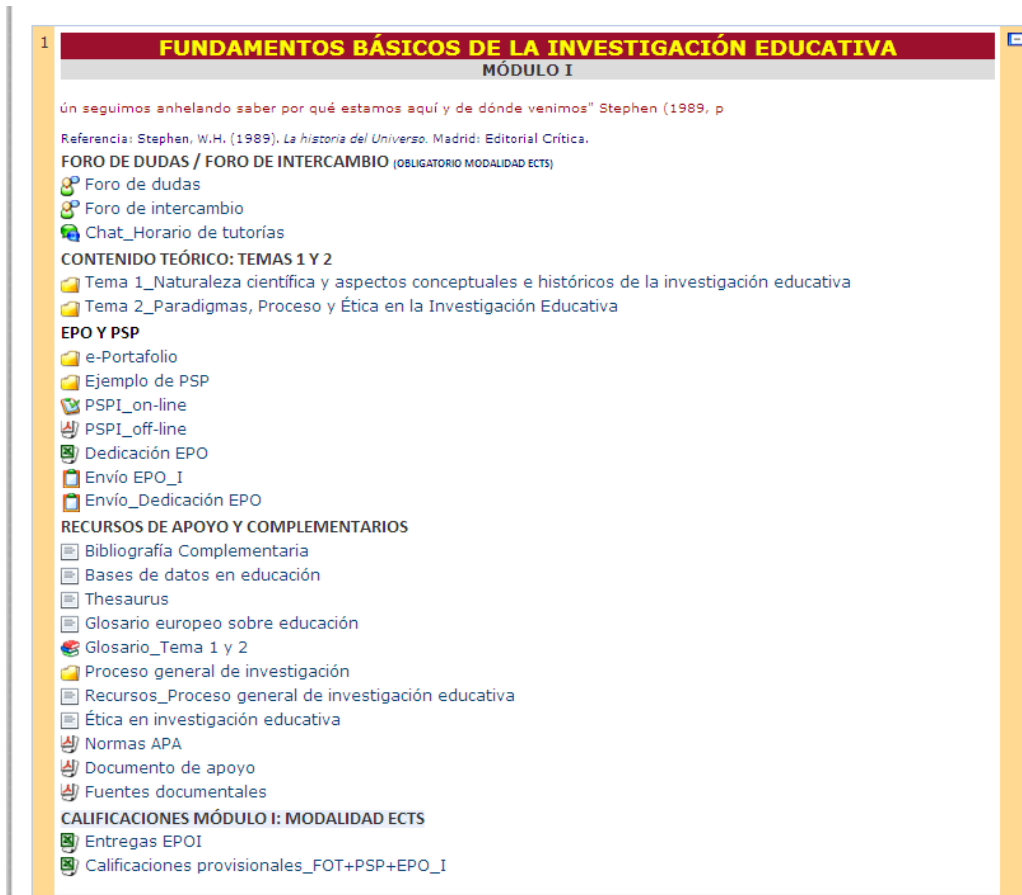 1
FUNDAMENTOS BÁSICOS DE LA INVESTIGACIÓN EDUCATIVA
MÓDULO I
ún seguimos anhelando saber por qué estamos aquí y de dónde venimos" Stephen (1989, p
Referencia: Stephen, W.H. (1989). La historia del Universo. Madrid: Editorial Crítica.
FORO DE DUDAS / FORO DE INTERCAMBIO (OBLIGATORIO MODALIDAD ECTS)
Foro de dudas
Foro de intercambio
Chat_Horario de tutorías
CONTENIDO TEÓRICO: TEMAS 1 Y 2
Tema 1_Naturaleza científica y aspectos conceptuales e históricos de la investigación educativa
Tema 2_Paradigmas, Proceso y Ética en la Investigación Educativa
EPO Y PSP
e-Portafolio
Ejemplo de PSP
PSPI_on-line
PSPI_off-line
Dedicación EPO
Envío EPO_I
Envío_Dedicación EPO
RECURSOS DE APOYO Y COMPLEMENTARIOS
Bibliografía Complementaria
Bases de datos en educación
Thesaurus
Glosario europeo sobre educación
Glosario_Tema 1 y 2
Proceso general de investigación
Recursos_Proceso general de investigación educativa
Ética en investigación educativa
Normas APA
Documento de apoyo
Fuentes documentales
CALIFICACIONES MÓDULO I: MODALIDAD ECTS
Entregas EPOI
Calificaciones provisionales_FOT+PSP+EPO_I